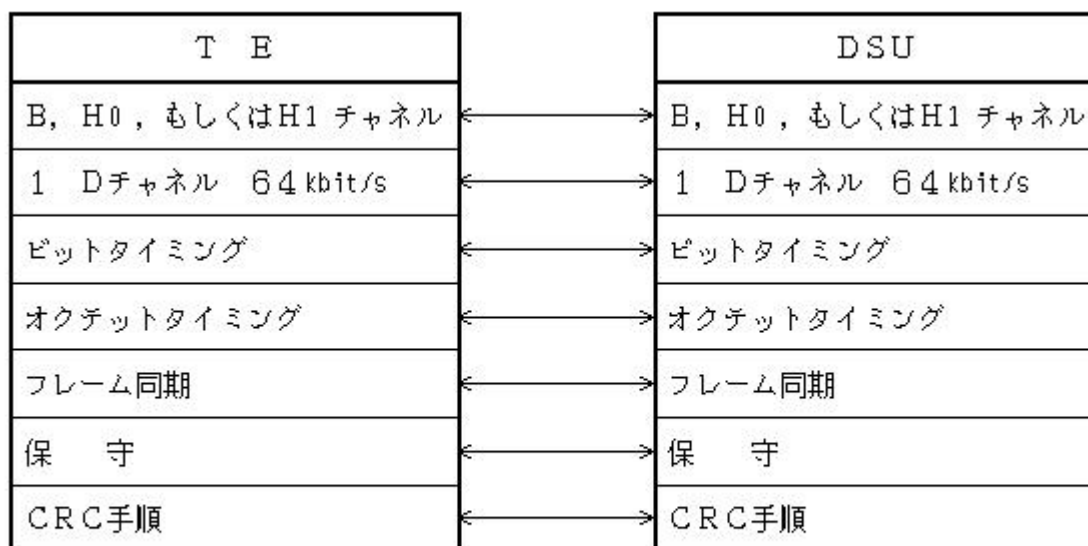 TE
DSU
B, H0, もしくはH1 チャネル
B, H0, もしくはH1 チャネル
1 Dチャネル 64kbit/s
1 Dチャネル 64kbit/s
ビットタイミング
ビットタイミング
オクテットタイミング
オクテットタイミング
フレーム同期
フレーム同期
保 守
保 守
CRC手順
CRC手順